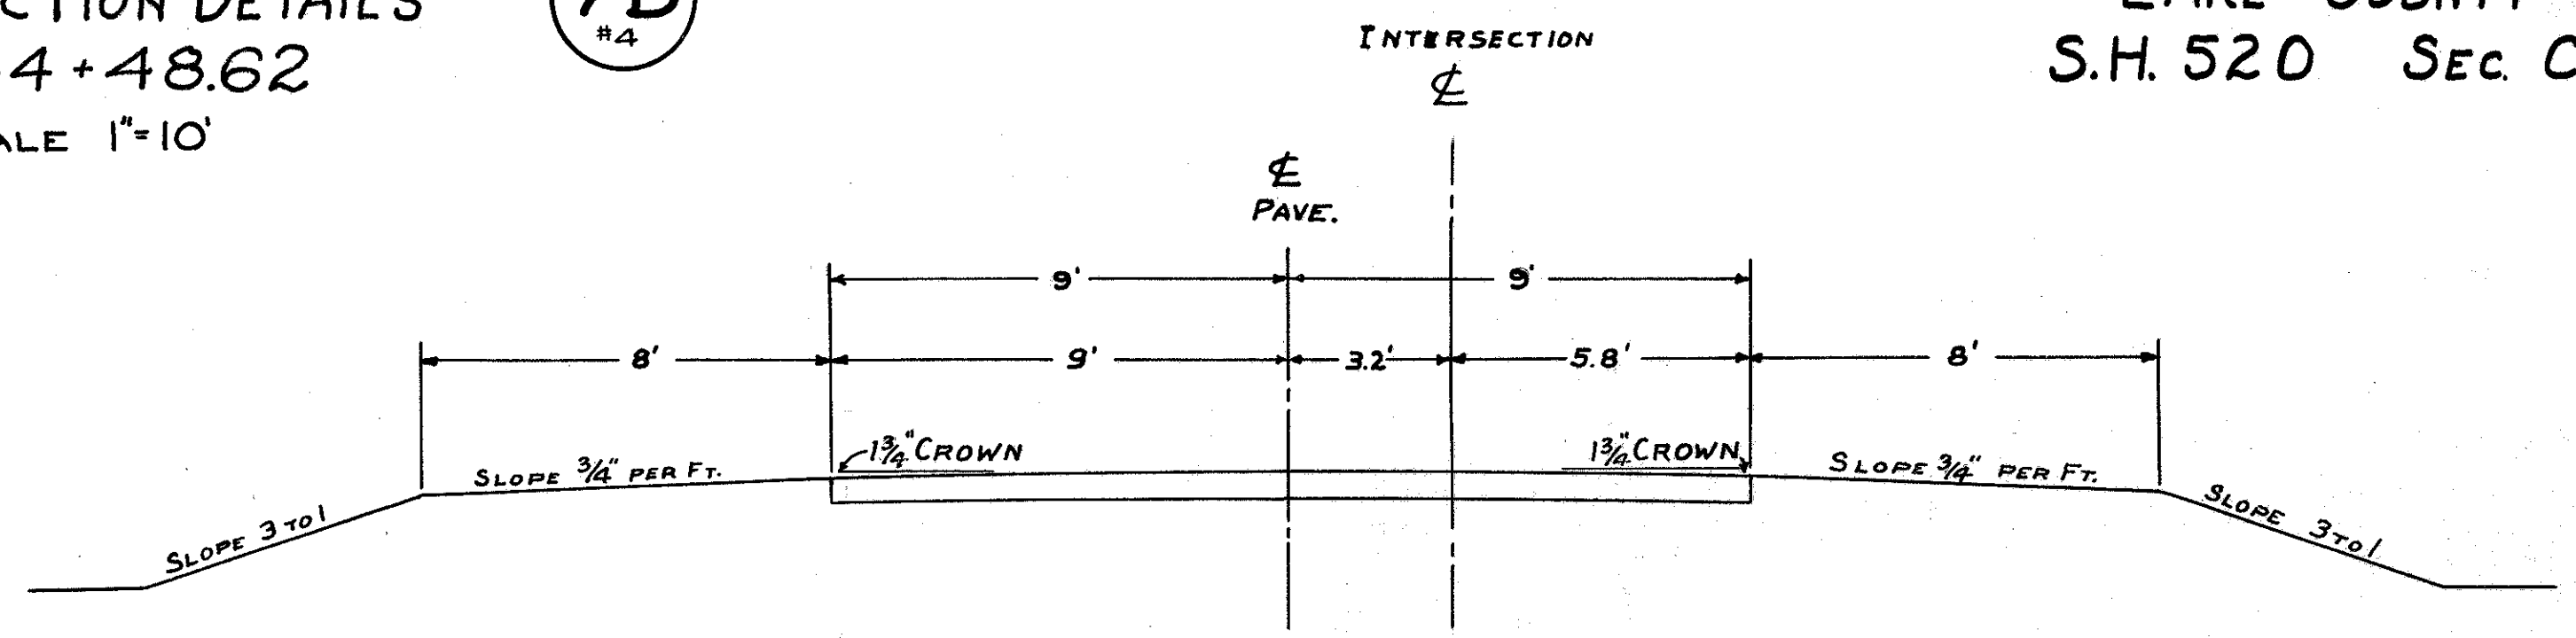 DETAILS
4+48.62
1"=10'
#4
INTERSECTION
℄
S.H. 520 SEC. C
℄
PAVE.
9' 9'
8' 9' 3.2' 5.8' 8'
1¾" CROWN 1¾" CROWN
SLOPE ¾" PER FT. SLOPE ¾" PER FT.
SLOPE 3 TO 1 SLOPE 3 TO 1